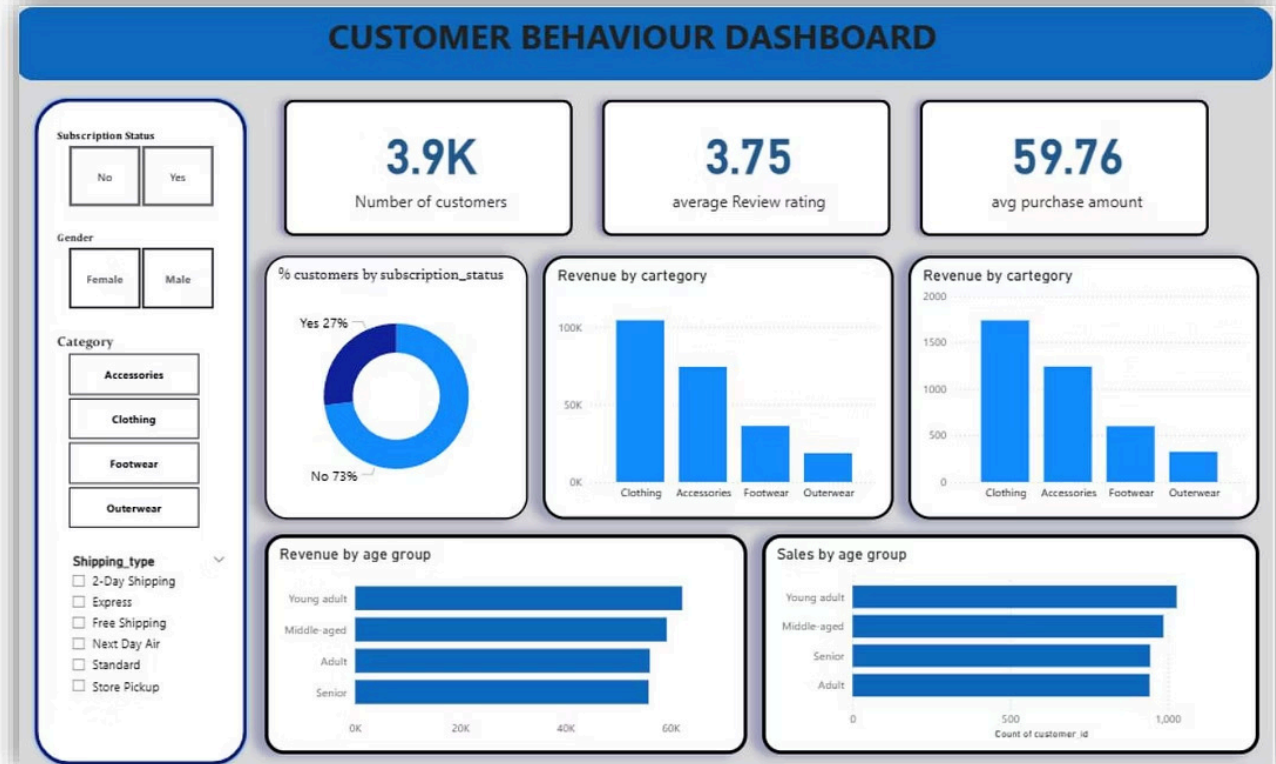 CUSTOMER BEHAVIOUR DASHBOARD
Subscription Status
No
Yes
Gender
Female
Male
Category
Accessories
Clothing
Footwear
Outerwear
Shipping_type
2-Day Shipping
Express
Free Shipping
Next Day Air
Standard
Store Pickup
3.9K
Number of customers
3.75
average Review rating
59.76
avg purchase amount
% customers by subscription_status
Yes 27%
No 73%
Revenue by cartegory
100K
50K
0K
Clothing Accessories Footwear Outerwear
Revenue by cartegory
2000
1500
1000
500
0
Clothing Accessories Footwear Outerwear
Revenue by age group
Young adult
Middle-aged
Adult
Senior
0K 20K 40K 60K
Sales by age group
Young adult
Middle-aged
Senior
Adult
0 500 1,000
Count of customer_id